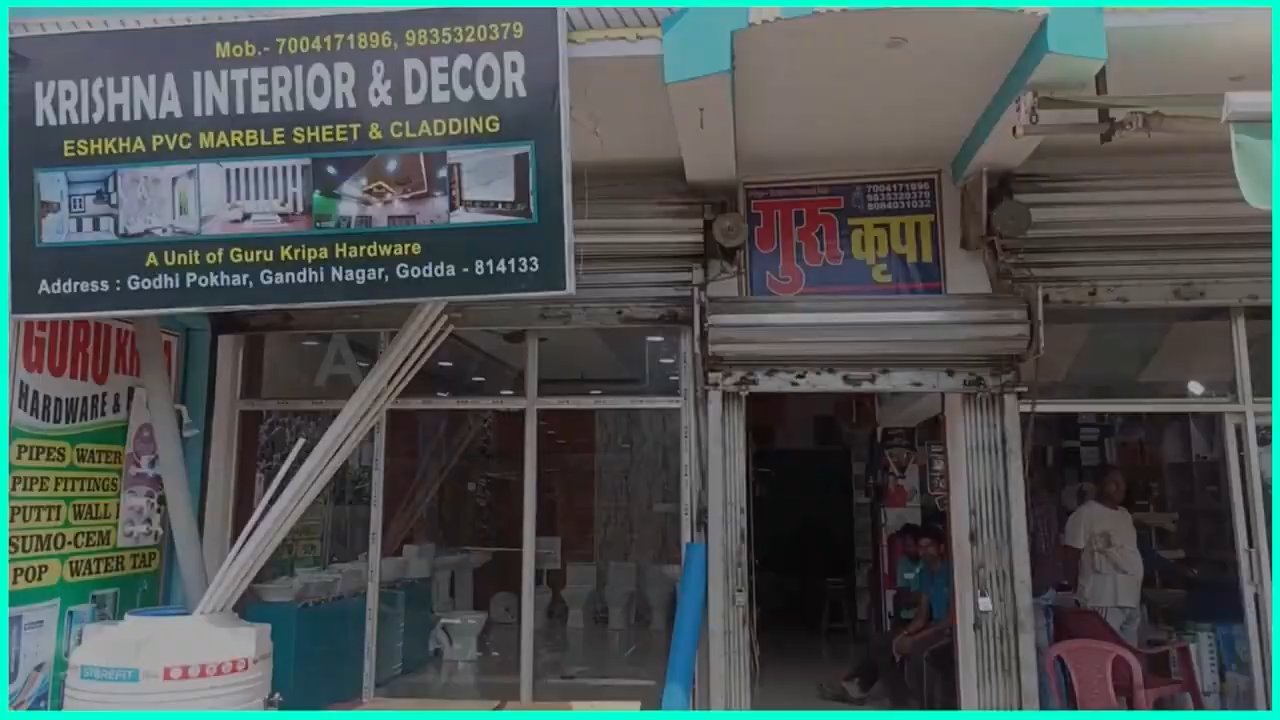 Mob.- 7004171896, 9835320379
KRISHNA INTERIOR & DECOR
ESHKHA PVC MARBLE SHEET & CLADDING
A Unit of Guru Kripa Hardware
Address : Godhi Pokhar, Gandhi Nagar, Godda - 814133
7004171896
9835320379
8084031032
गुरु कृपा
GURU
HARDWARE &
PIPES WATER
PIPE FITTINGS
PUTTI WALL
SUMO-CEM
POP WATER TAP
STOREFIT